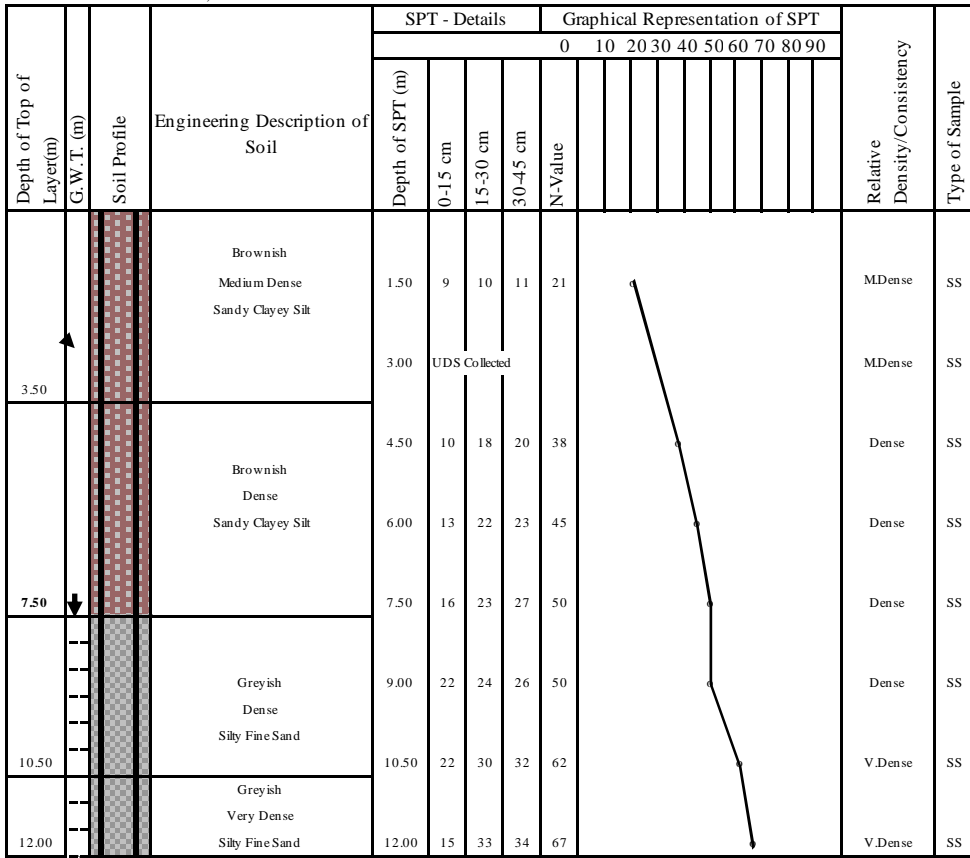 SPT - Details Graphical Representation of SPT
0 10 20 30 40 50 60 70 80 90
Depth of Top of Layer(m)
G.W.T. (m)
Soil Profile
Engineering Description of Soil
Depth of SPT (m)
0-15 cm
15-30 cm
30-45 cm
N-Value
Relative Density/Consistency
Type of Sample
Brownish
Medium Dense
Sandy Clayey Silt
1.50 9 10 11 21 M.Dense SS
3.00 UDS Collected M.Dense SS
3.50
4.50 10 18 20 38 Dense SS
Brownish
Dense
Sandy Clayey Silt
6.00 13 22 23 45 Dense SS
7.50 7.50 16 23 27 50 Dense SS
Greyish
Dense
Silty Fine Sand
9.00 22 24 26 50 Dense SS
10.50 10.50 22 30 32 62 V.Dense SS
Greyish
Very Dense
Silty Fine Sand
12.00 12.00 15 33 34 67 V.Dense SS